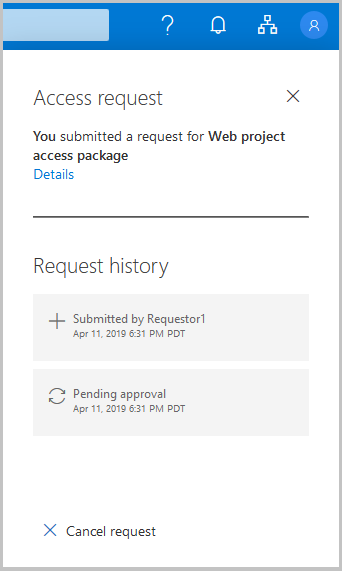 Access request
You submitted a request for Web project
access package
Details
Request history
Submitted by Requestor1
Apr 11, 2019 6:31 PM PDT
Pending approval
Apr 11, 2019 6:31 PM PDT
Cancel request